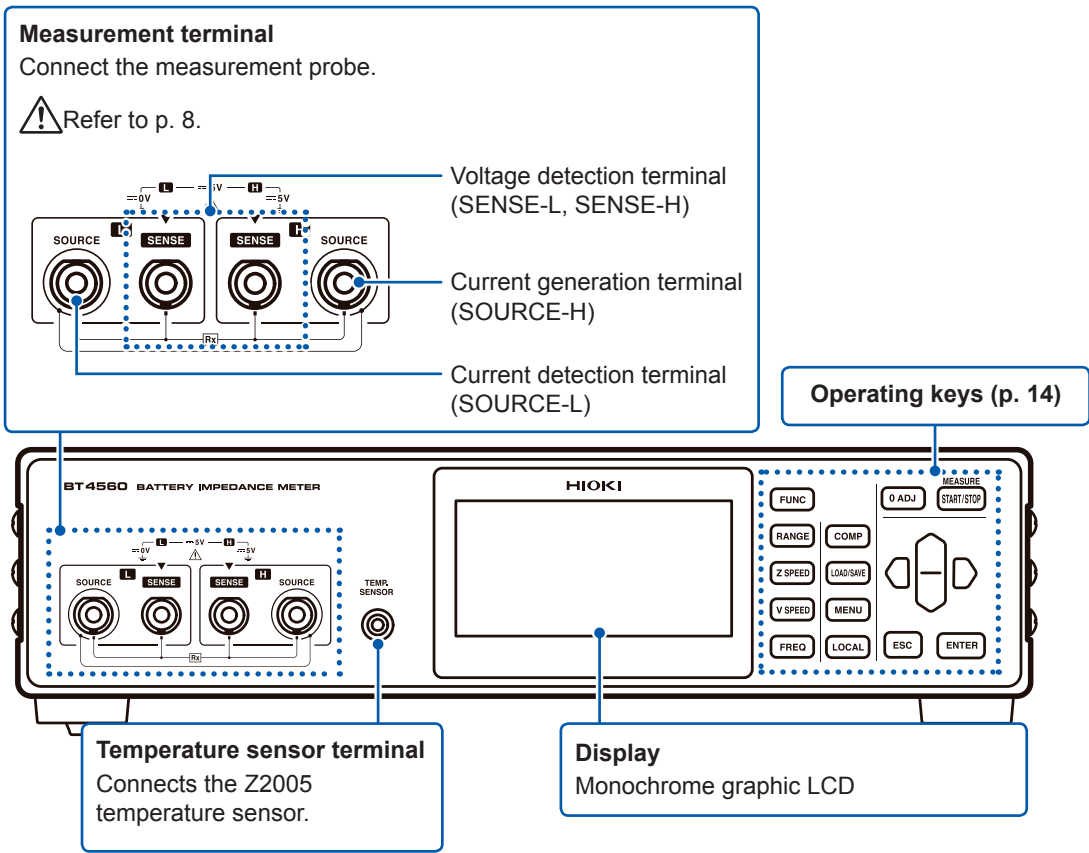 Measurement terminal
Connect the measurement probe.
Refer to p. 8.
L 5V H
0V 5V
SOURCE L SENSE SENSE H SOURCE
Rx
Voltage detection terminal
(SENSE-L, SENSE-H)
Current generation terminal
(SOURCE-H)
Current detection terminal
(SOURCE-L)
Operating keys (p. 14)
BT4560 BATTERY IMPEDANCE METER
L 5V H
0V 5V
SOURCE L SENSE SENSE H SOURCE
Rx
TEMP.
SENSOR
HIOKI
MEASURE
FUNC 0 ADJ START/STOP
RANGE COMP
Z SPEED LOAD/SAVE
V SPEED MENU
FREQ LOCAL ESC ENTER
Temperature sensor terminal
Connects the Z2005
temperature sensor.
Display
Monochrome graphic LCD